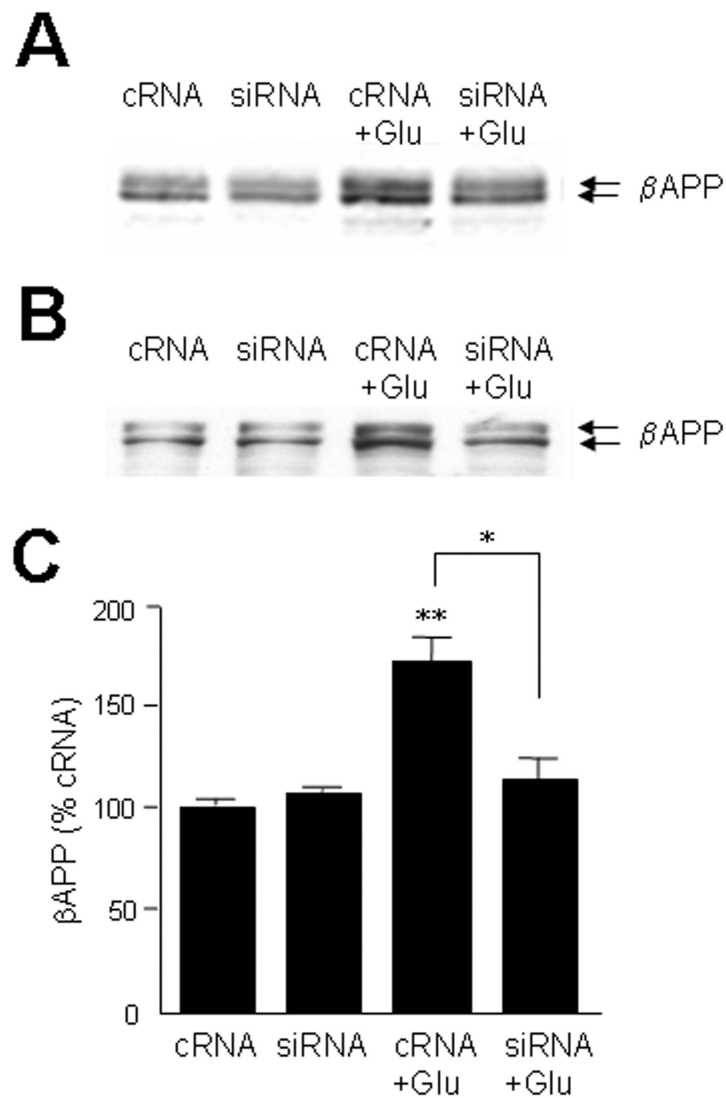 A
cRNA siRNA cRNA +Glu siRNA +Glu
βAPP
B
cRNA siRNA cRNA +Glu siRNA +Glu
βAPP
C
*
**
200
150
100
50
0
βAPP (% cRNA)
cRNA siRNA cRNA +Glu siRNA +Glu